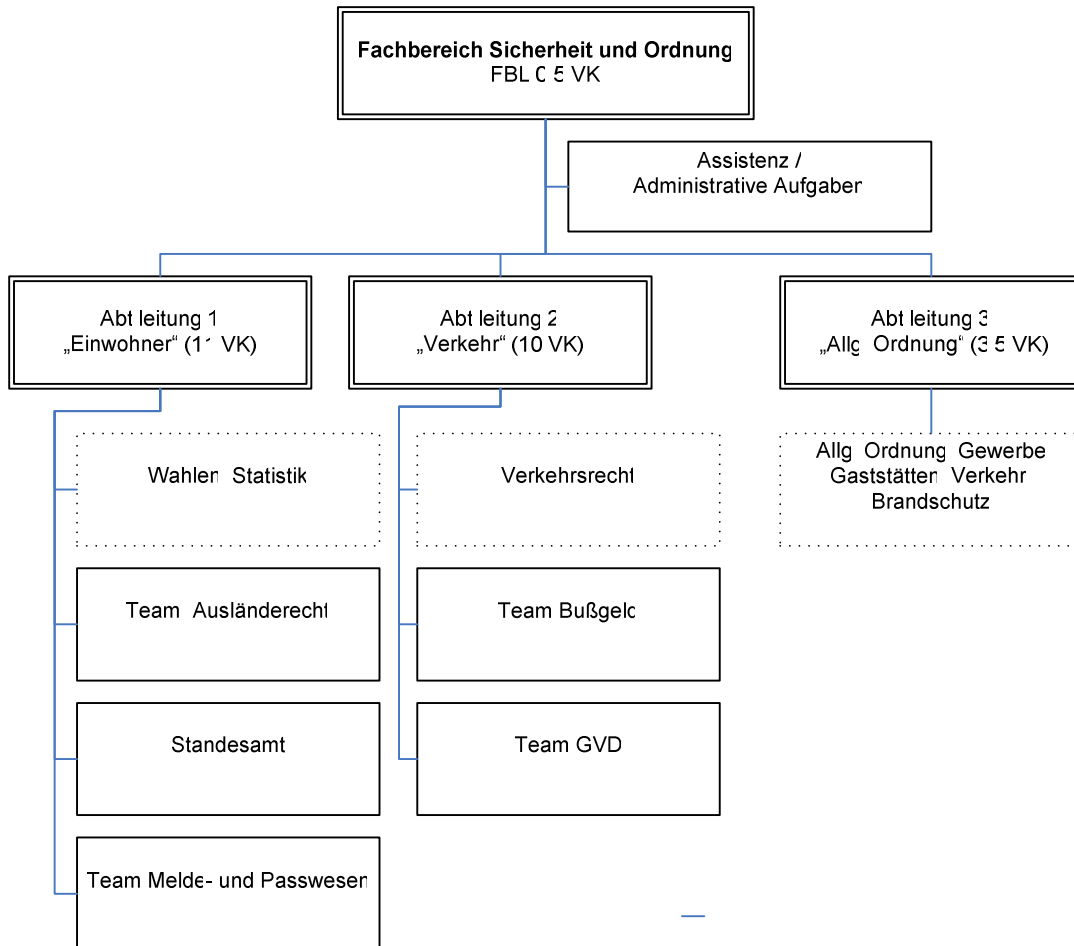 Fachbereich Sicherheit und Ordnung
FBL 0 5 VK
Assistenz /
Administrative Aufgaben
Abt leitung 1
„Einwohner“ (11 VK)
Abt leitung 2
„Verkehr“ (10 VK)
Abt leitung 3
„Allg Ordnung“ (3 5 VK)
Wahlen Statistik
Team Ausländerecht
Standesamt
Team Melde- und Passwesen
Verkehrsrecht
Team Bußgeld
Team GVD
Allg Ordnung Gewerbe
Gaststätten Verkehr
Brandschutz